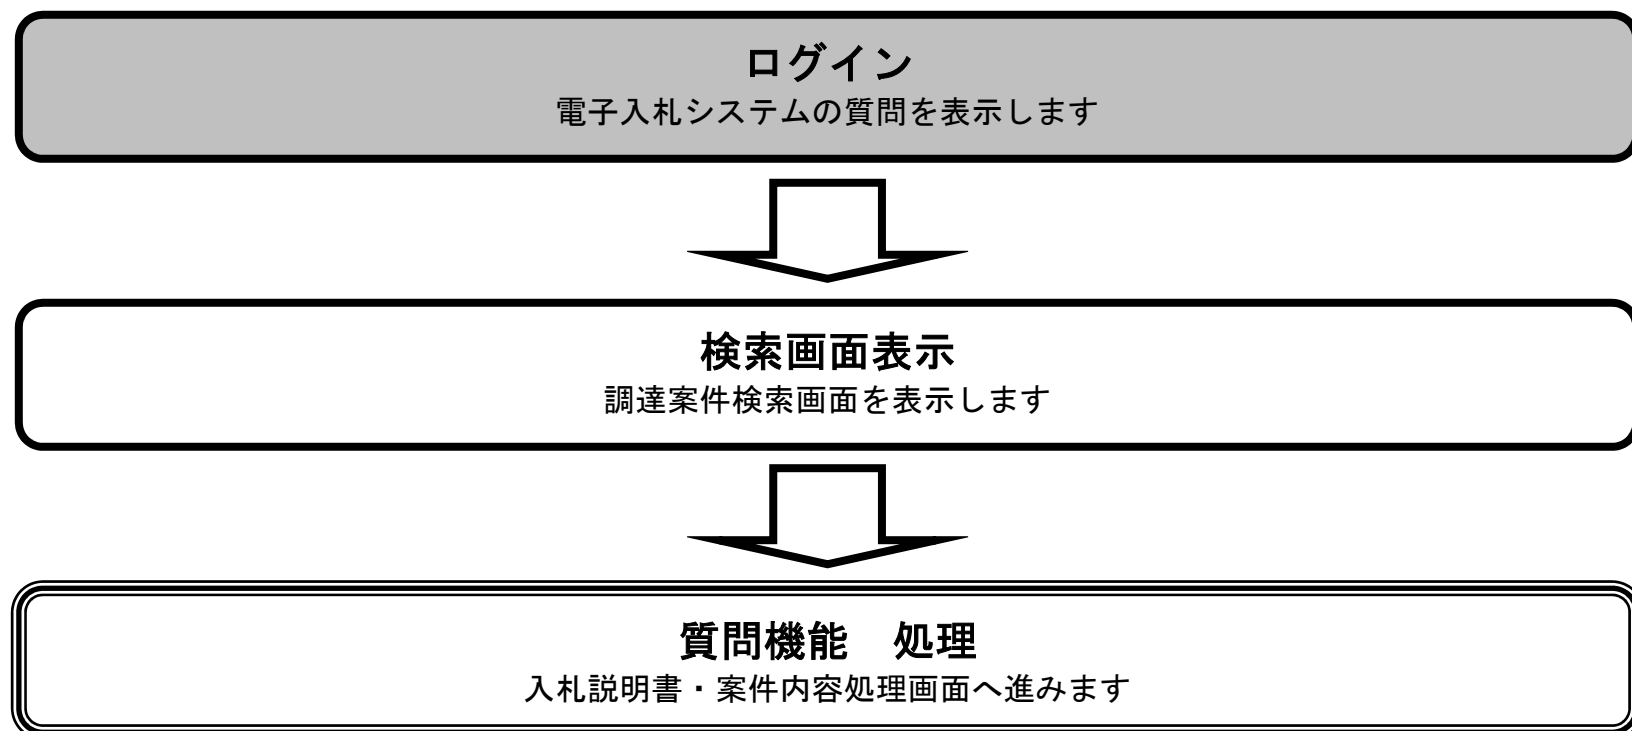 ログイン
電子入札システムの質問を表示します
検索画面表示
調達案件検索画面を表示します
質問機能　処理
入札説明書・案件内容処理画面へ進みます